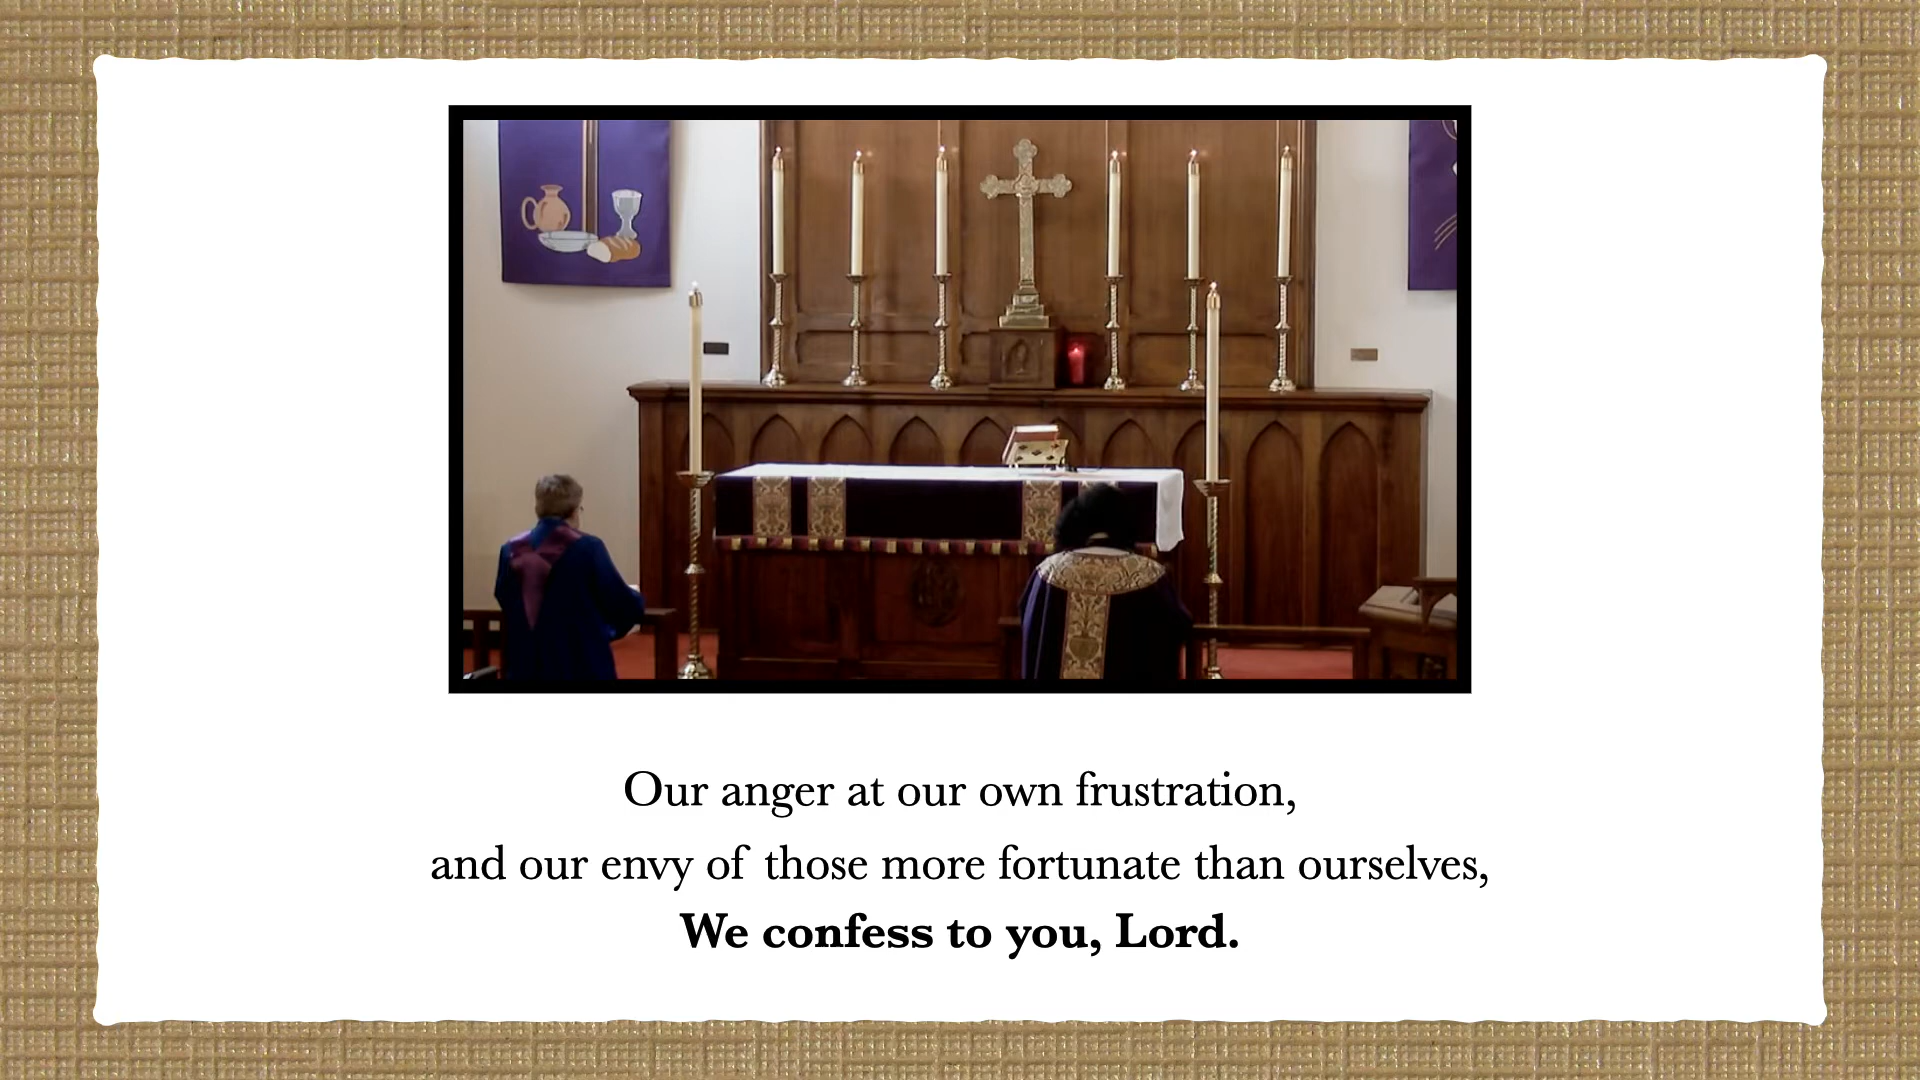 Our anger at our own frustration,
and our envy of those more fortunate than ourselves,
We confess to you, Lord.